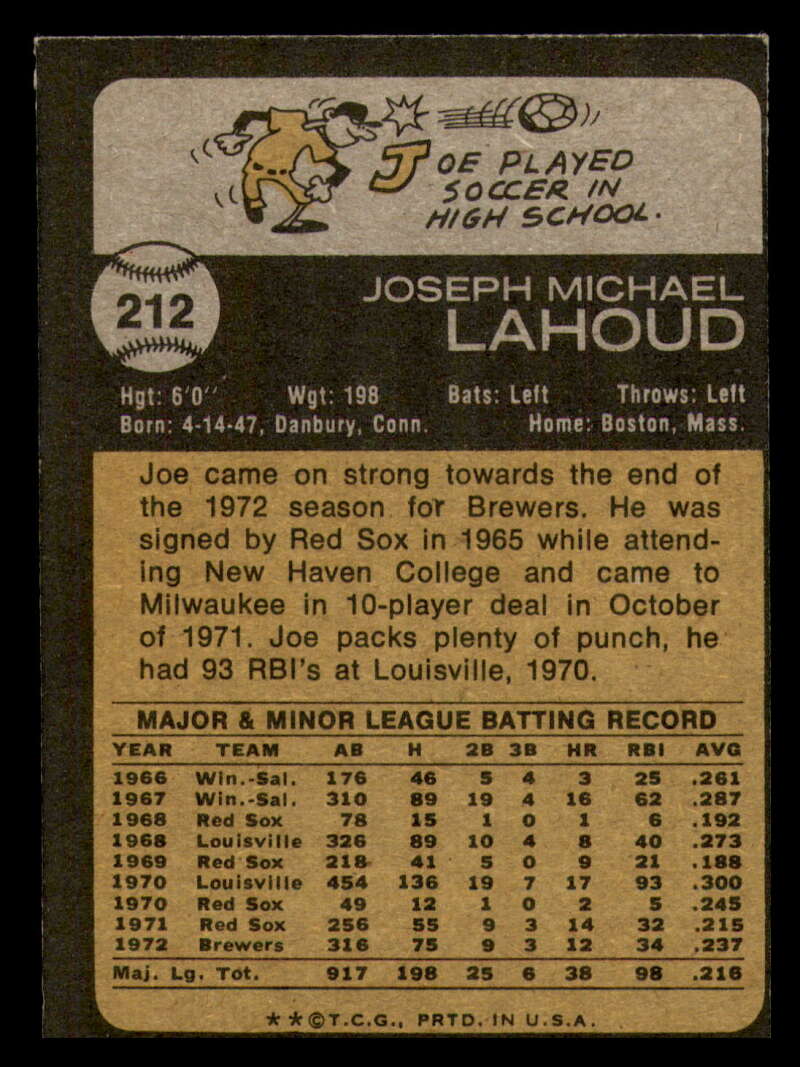 JOE PLAYED
SOCCER IN
HIGH SCHOOL.
212
JOSEPH MICHAEL
LAHOUD
Hgt: 6'0" Wgt: 198 Bats: Left Throws: Left
Born: 4-14-47, Danbury, Conn. Home: Boston, Mass.
Joe came on strong towards the end of
the 1972 season for Brewers. He was
signed by Red Sox in 1965 while attend-
ing New Haven College and came to
Milwaukee in 10-player deal in October
of 1971. Joe packs plenty of punch, he
had 93 RBI's at Louisville, 1970.
MAJOR & MINOR LEAGUE BATTING RECORD
YEAR TEAM AB H 2B 3B HR RBI AVG
1966 Win.-Sal. 176 46 5 4 3 25 .261
1967 Win.-Sal. 310 89 19 4 16 62 .287
1968 Red Sox 78 15 1 0 1 6 .192
1968 Louisville 326 89 10 4 8 40 .273
1969 Red Sox 218 41 5 0 9 21 .188
1970 Louisville 454 136 19 7 17 93 .300
1970 Red Sox 49 12 1 0 2 5 .245
1971 Red Sox 256 55 9 3 14 32 .215
1972 Brewers 316 75 9 3 12 34 .237
Maj. Lg. Tot. 917 198 25 6 38 98 .216
**©T.C.G., PRTD. IN U.S.A.